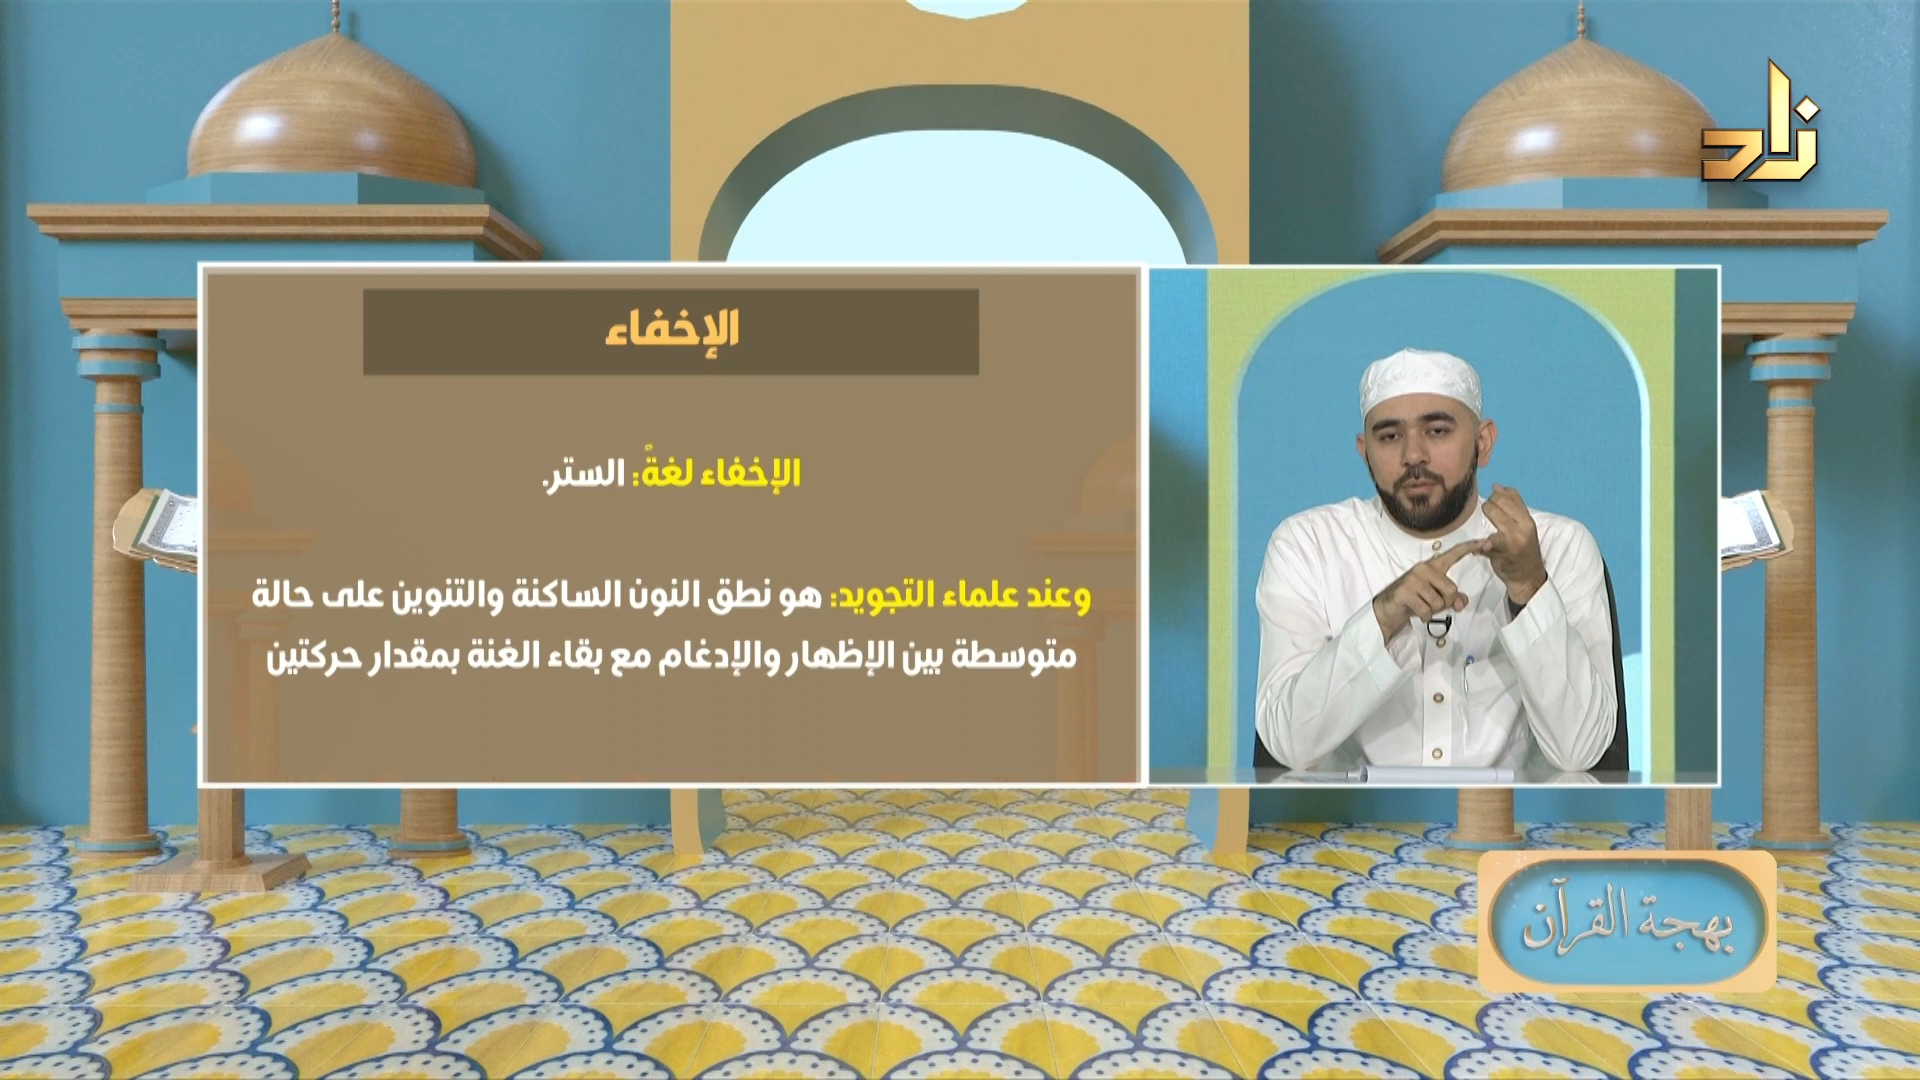 زاد
الإخفاء
الإخفاء لغةً: الستر.
وعند علماء التجويد: هو نطق النون الساكنة والتنوين على حالة
متوسطة بين الإظهار والإدغام مع بقاء الغنة بمقدار حركتين
بهجة القرآن